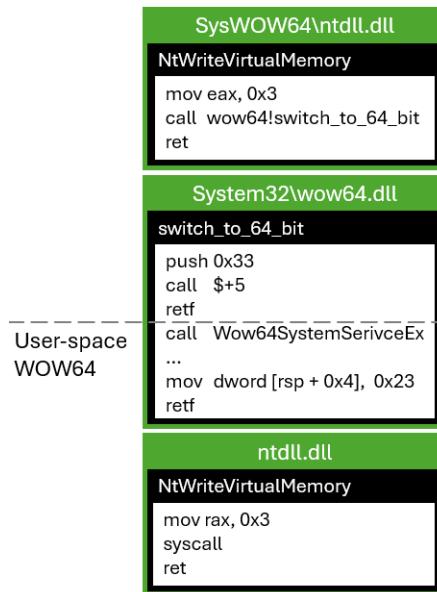 SysWOW64\ntdll.dll
NtWriteVirtualMemory
mov eax, 0x3
call wow64!switch_to_64_bit
ret
System32\wow64.dll
switch_to_64_bit
push 0x33
call $+5
retf
User-space
WOW64
call Wow64SystemSerivceEx
...
mov dword [rsp + 0x4], 0x23
retf
ntdll.dll
NtWriteVirtualMemory
mov rax, 0x3
syscall
ret